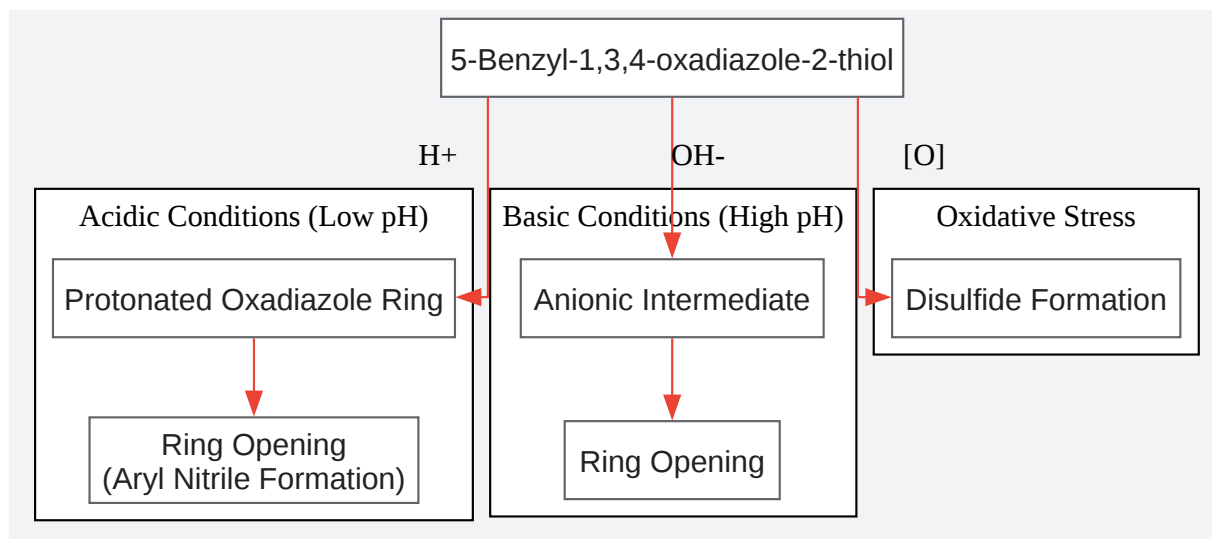 5-Benzyl-1,3,4-oxadiazole-2-thiol
H+
OH-
[O]
Acidic Conditions (Low pH)
Basic Conditions (High pH)
Oxidative Stress
Protonated Oxadiazole Ring
Anionic Intermediate
Disulfide Formation
Ring Opening
(Aryl Nitrile Formation)
Ring Opening